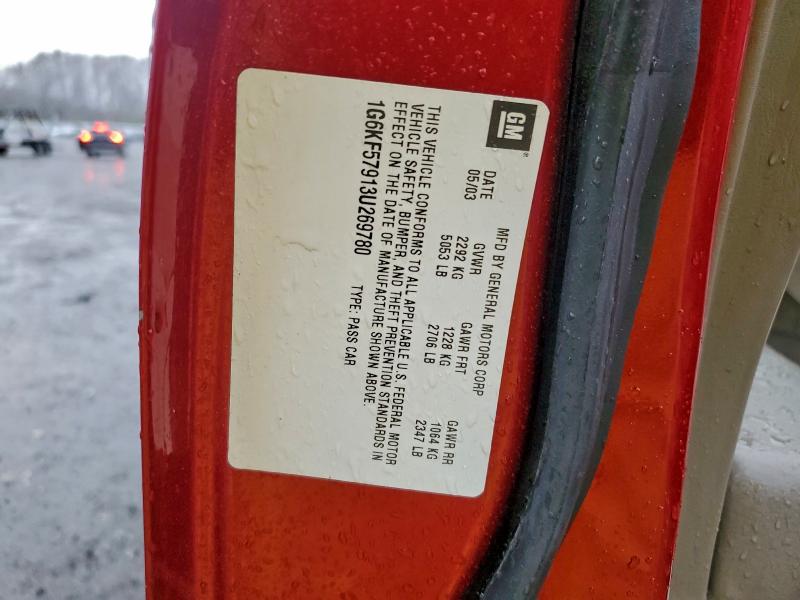 GM®
MFD BY GENERAL MOTORS CORP
DATE GVWR GAWR FRT GAWR RR
05/03 2292 KG 1228 KG 1064 KG
5053 LB 2706 LB 2347 LB
THIS VEHICLE CONFORMS TO ALL APPLICABLE U.S. FEDERAL MOTOR
VEHICLE SAFETY, BUMPER, AND THEFT PREVENTION STANDARDS IN
EFFECT ON THE DATE OF MANUFACTURE SHOWN ABOVE.
1G6KF57913U269780 TYPE: PASS CAR